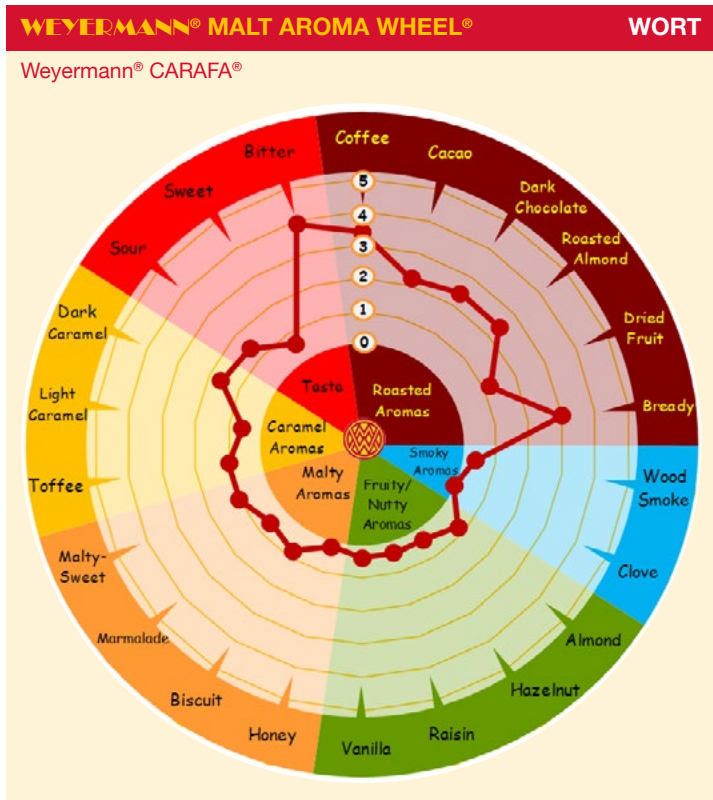 WEYERMANN® MALT AROMA WHEEL® WORT
Weyermann® CARAFA®
Coffee
Cacao
Dark
Chocolate
Roasted
Almond
Dried
Fruit
Bready
Wood
Smoke
Clove
Almond
Hazelnut
Raisin
Vanilla
Honey
Biscuit
Marmalade
Malty-
Sweet
Toffee
Light
Caramel
Dark
Caramel
Sour
Sweet
Bitter
5
4
3
2
1
0
Taste
Roasted
Aromas
Smoky
Aromas
Fruity/
Nutty
Aromas
Malty
Aromas
Caramel
Aromas